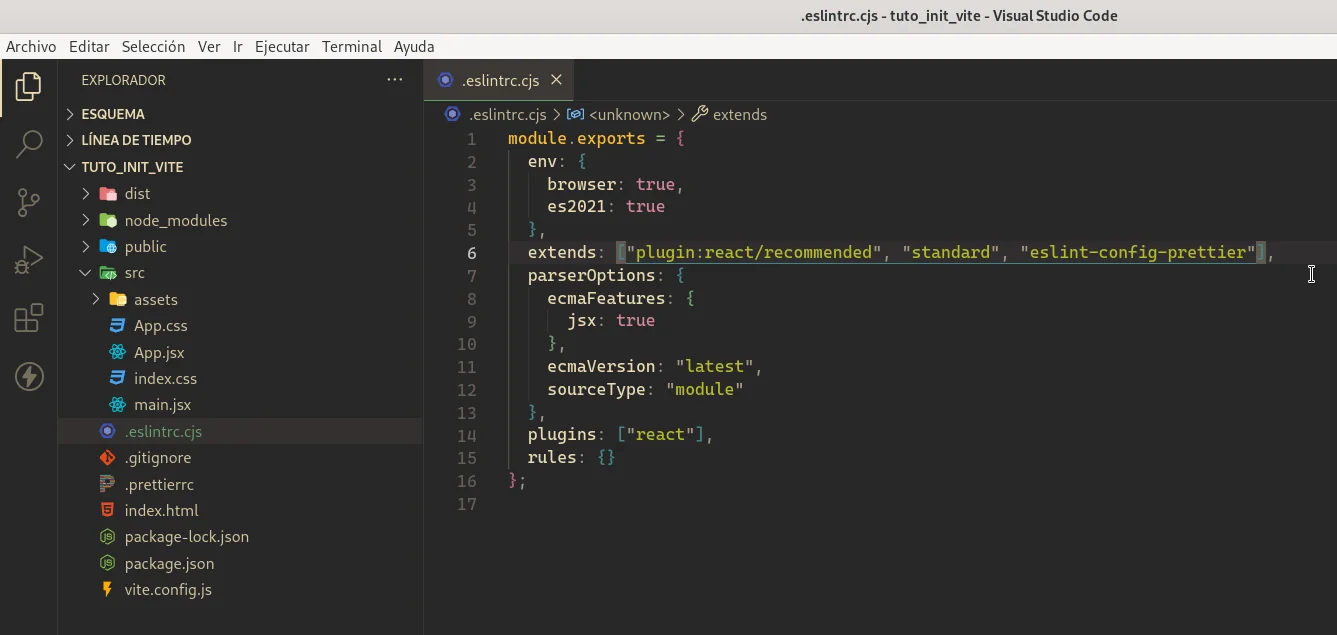 .eslintrc.cjs - tuto_init_vite - Visual Studio Code
Archivo Editar Selección Ver Ir Ejecutar Terminal Ayuda
EXPLORADOR ···
ESQUEMA
LÍNEA DE TIEMPO
TUTO_INIT_VITE
dist
node_modules
public
src
assets
App.css
App.jsx
index.css
main.jsx
.eslintrc.cjs
.gitignore
.prettierrc
index.html
package-lock.json
package.json
vite.config.js
.eslintrc.cjs
.eslintrc.cjs > <unknown> > extends
1 module.exports = {
2 env: {
3 browser: true,
4 es2021: true
5 },
6 extends: ["plugin:react/recommended", "standard", "eslint-config-prettier"],
7 parserOptions: {
8 ecmaFeatures: {
9 jsx: true
10 },
11 ecmaVersion: "latest",
12 sourceType: "module"
13 },
14 plugins: ["react"],
15 rules: {}
16 };
17